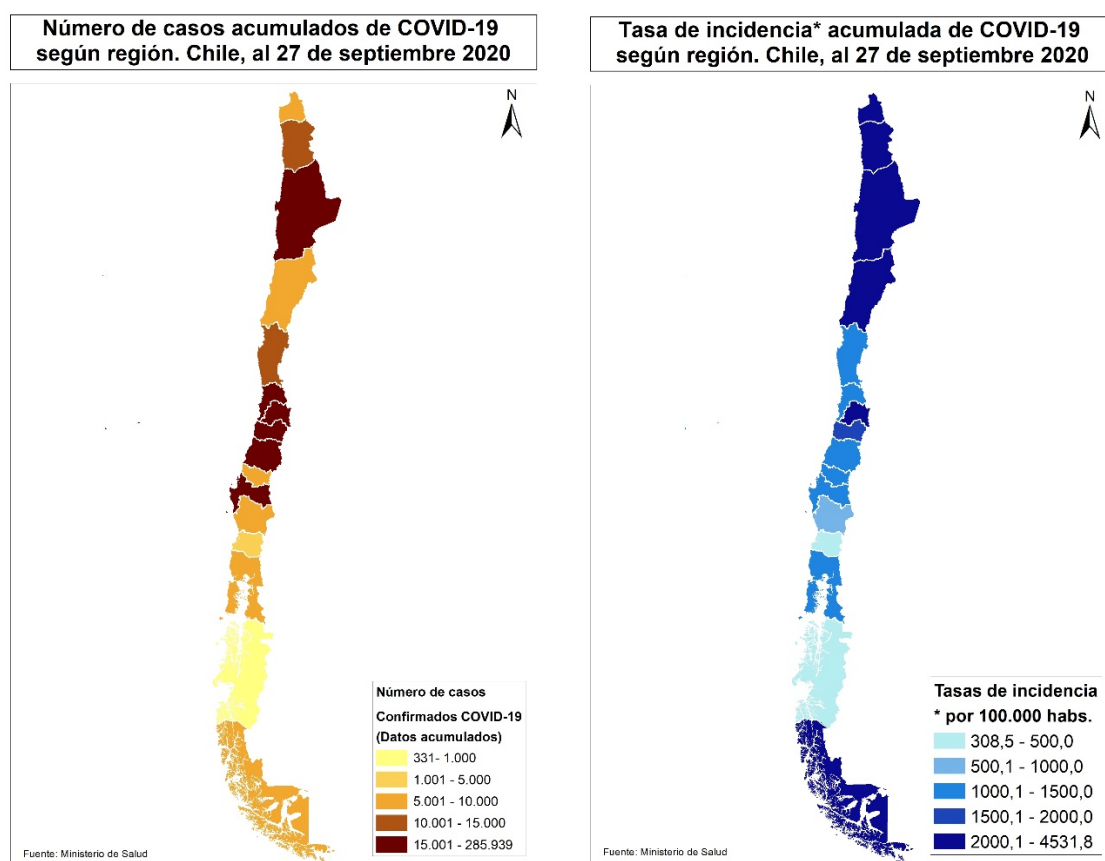 Número de casos acumulados de COVID-19
según región. Chile, al 27 de septiembre 2020
N
Número de casos
Confirmados COVID-19
(Datos acumulados)
331- 1.000
1.001 - 5.000
5.001 - 10.000
10.001 - 15.000
15.001 - 285.939
Fuente: Ministerio de Salud
Tasa de incidencia* acumulada de COVID-19
según región. Chile, al 27 de septiembre 2020
N
Tasas de incidencia
* por 100.000 habs.
308,5 - 500,0
500,1 - 1000,0
1000,1 - 1500,0
1500,1 - 2000,0
2000,1 - 4531,8
Fuente: Ministerio de Salud